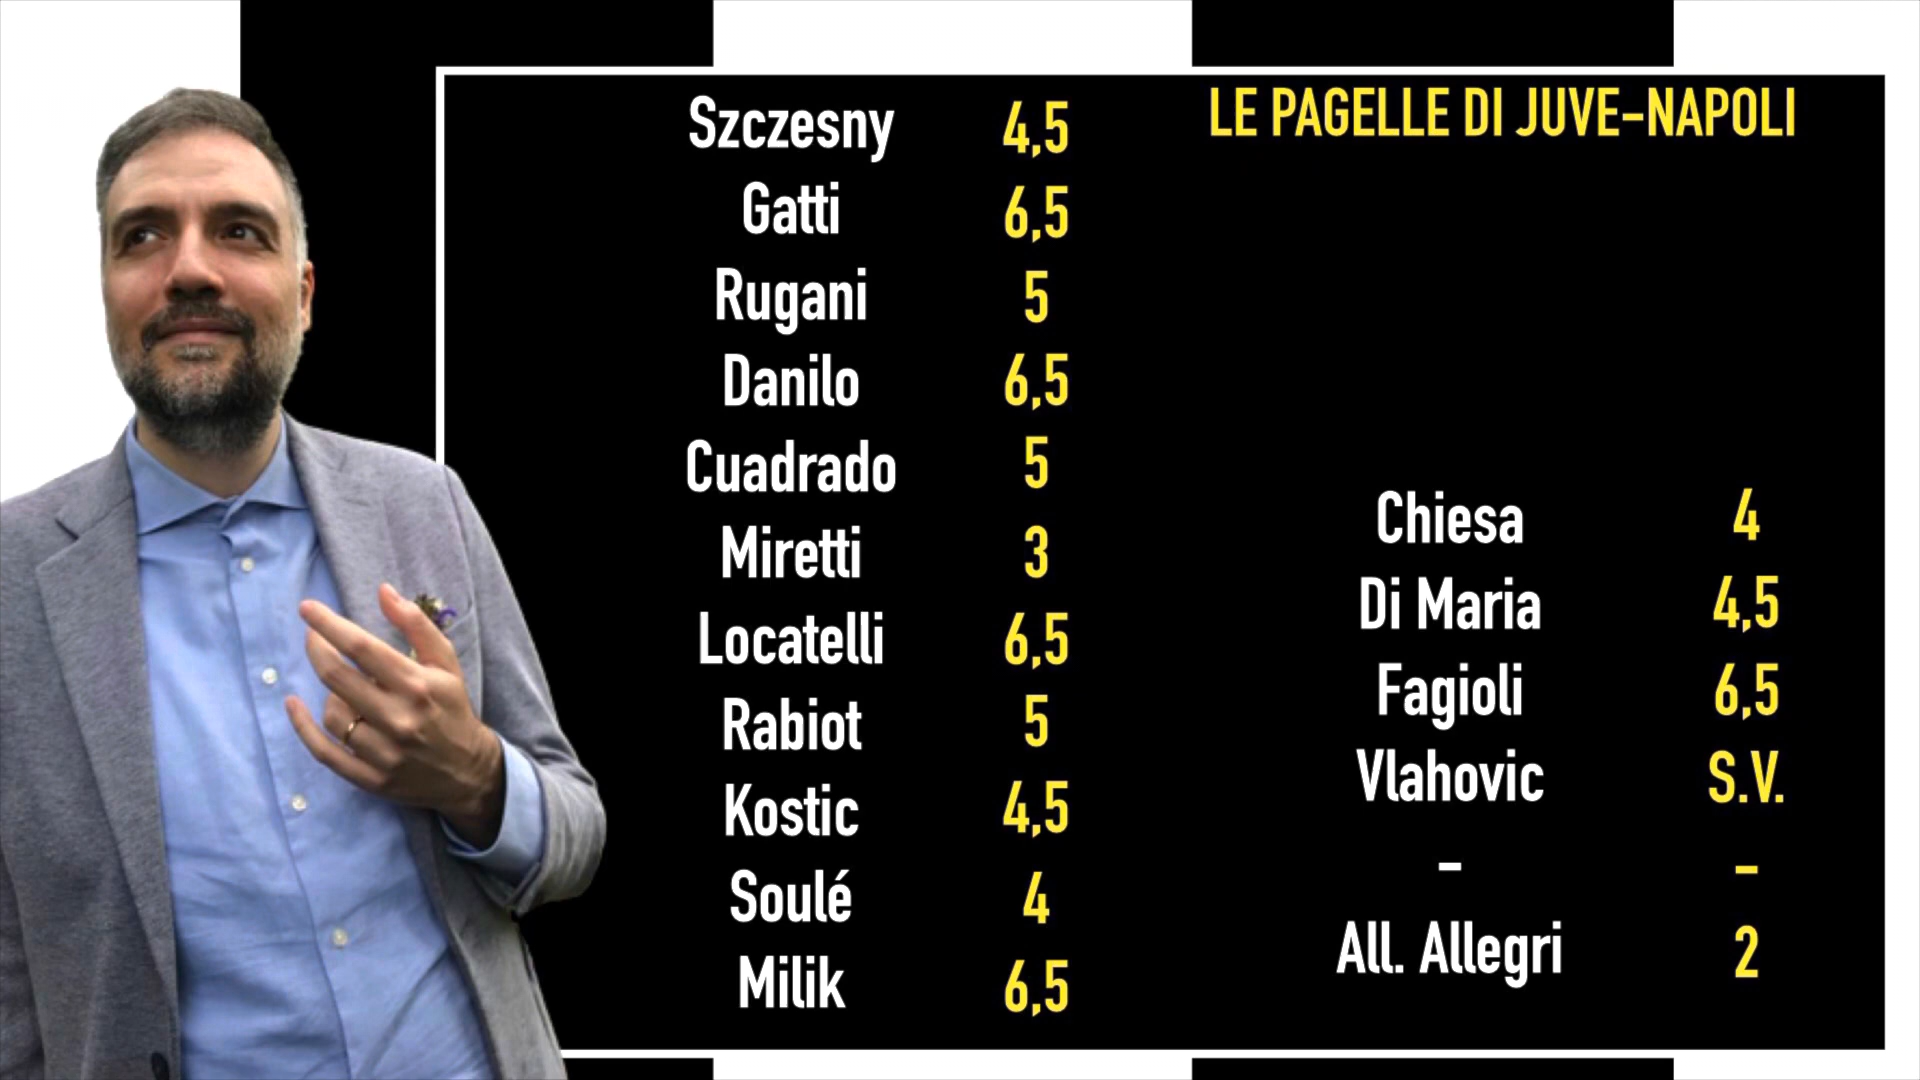 LE PAGELLE DI JUVE-NAPOLI
Szczesny 4,5
Gatti 6,5
Rugani 5
Danilo 6,5
Cuadrado 5
Miretti 3
Locatelli 6,5
Rabiot 5
Kostic 4,5
Soulé 4
Milik 6,5
Chiesa 4
Di Maria 4,5
Fagioli 6,5
Vlahovic S.V.
- -
All. Allegri 2